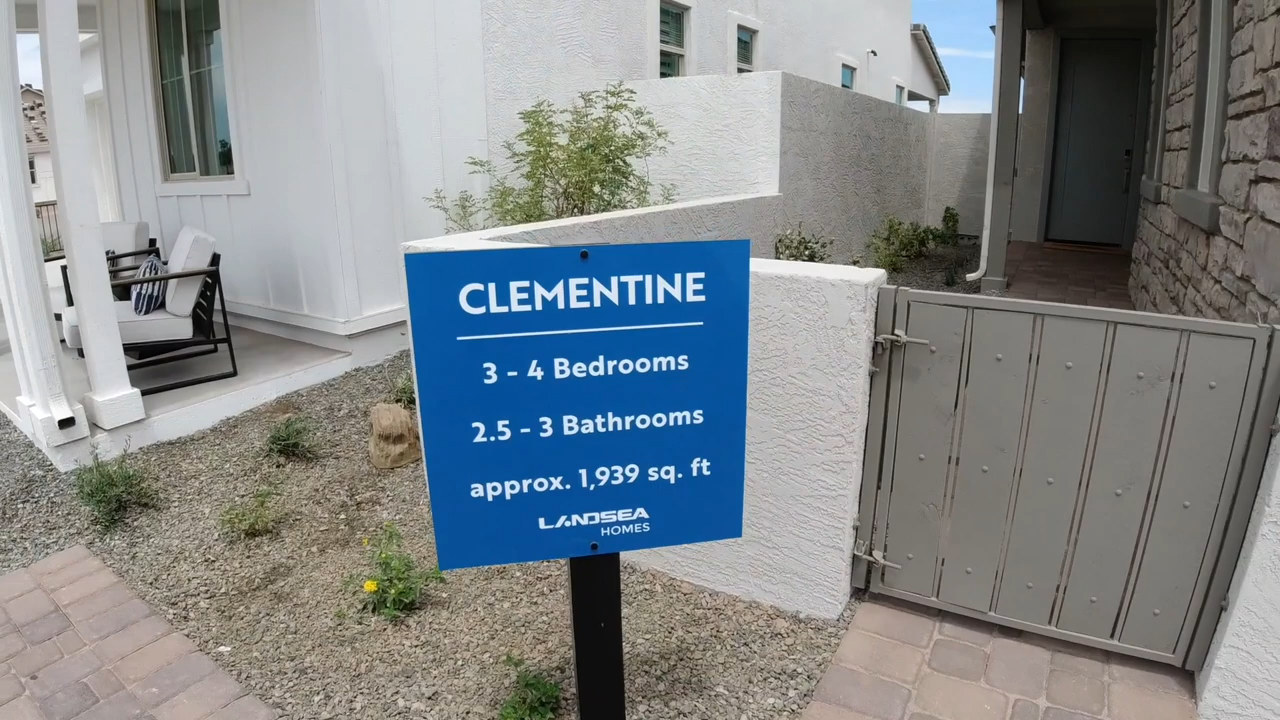 CLEMENTINE
3 - 4 Bedrooms
2.5 - 3 Bathrooms
approx. 1,939 sq. ft
LANDSEA
HOMES